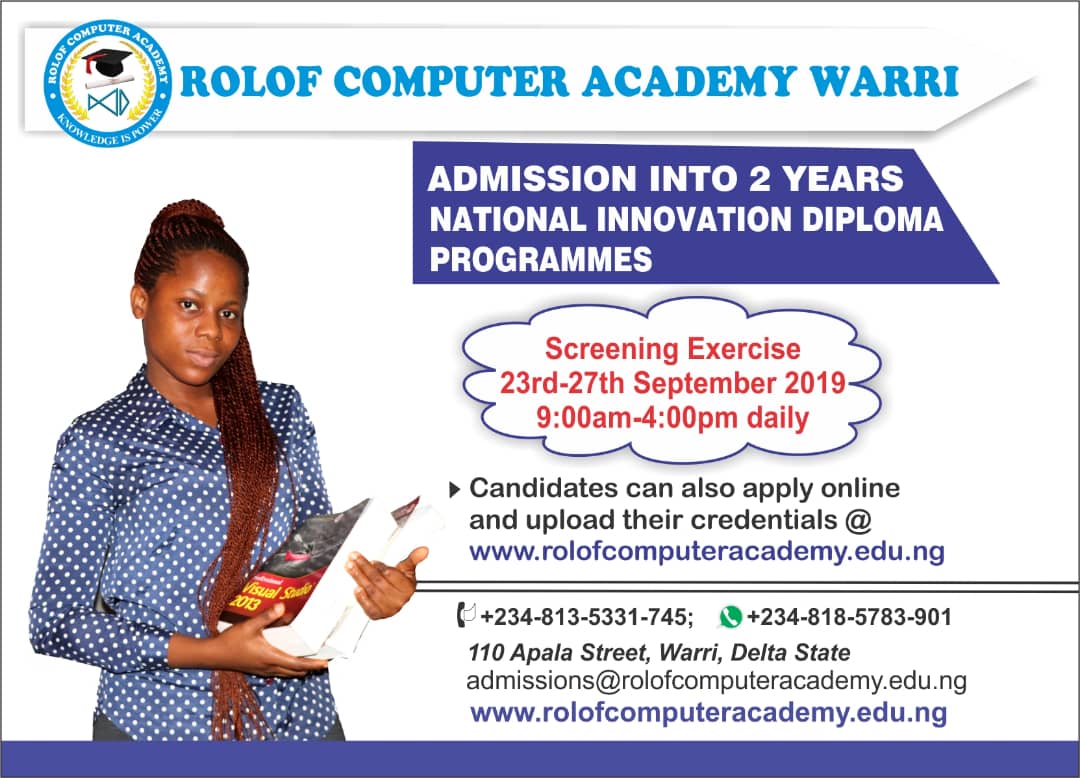 ROLOF COMPUTER ACADEMY
KNOWLEDGE IS POWER
ROLOF COMPUTER ACADEMY WARRI
ADMISSION INTO 2 YEARS
NATIONAL INNOVATION DIPLOMA
PROGRAMMES
Screening Exercise
23rd-27th September 2019
9:00am-4:00pm daily
Candidates can also apply online
and upload their credentials @
www.rolofcomputeracademy.edu.ng
Professional
Visual Studio
2013
+234-813-5331-745; +234-818-5783-901
110 Apala Street, Warri, Delta State
admissions@rolofcomputeracademy.edu.ng
www.rolofcomputeracademy.edu.ng